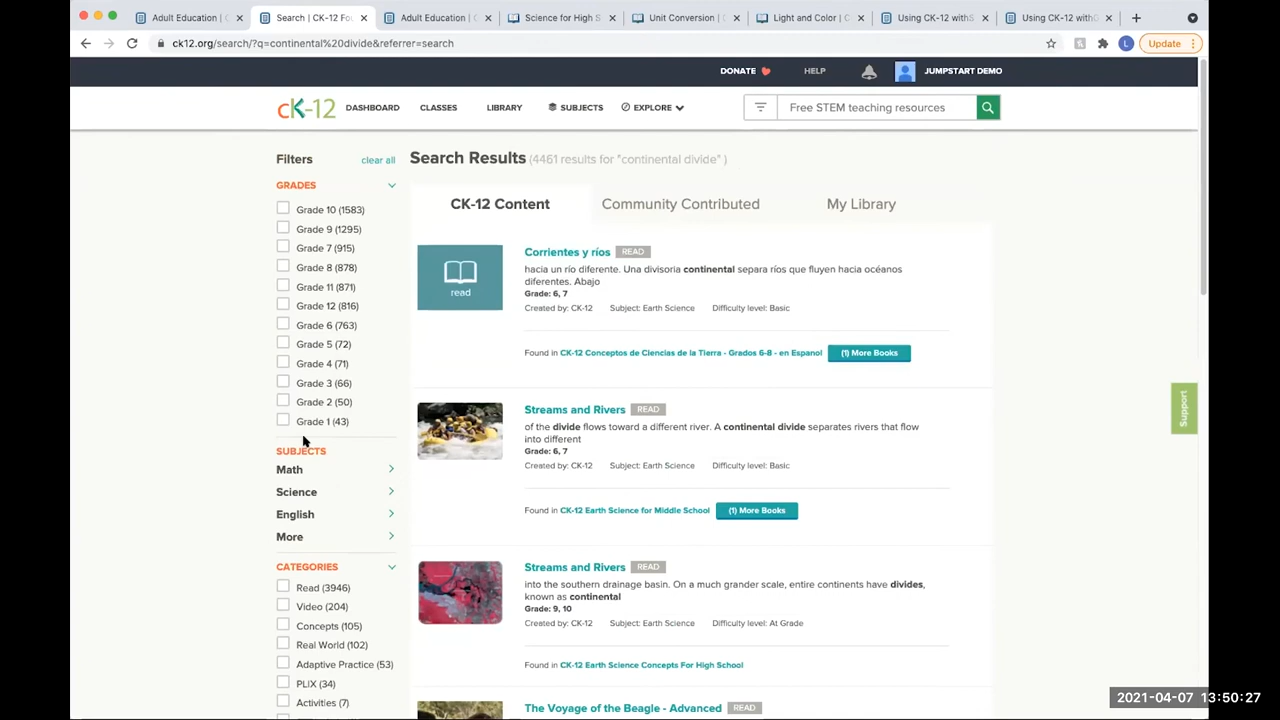 Adult Education ( ×
Search | CK-12 Fou ×
Adult Education ( ×
Science for High S ×
Unit Conversion | ×
Light and Color | C ×
Using CK-12 withS ×
Using CK-12 withG ×
ck12.org/search/?q=continental%20divide&referrer=search
L
Update
DONATE
HELP
JUMPSTART DEMO
cK-12
DASHBOARD
CLASSES
LIBRARY
SUBJECTS
EXPLORE
Free STEM teaching resources
Filters
clear all
GRADES
Grade 10 (1583)
Grade 9 (1295)
Grade 7 (915)
Grade 8 (878)
Grade 11 (871)
Grade 12 (816)
Grade 6 (763)
Grade 5 (72)
Grade 4 (71)
Grade 3 (66)
Grade 2 (50)
Grade 1 (43)
SUBJECTS
Math
Science
English
More
CATEGORIES
Read (3946)
Video (204)
Concepts (105)
Real World (102)
Adaptive Practice (53)
PLIX (34)
Activities (7)
Search Results (4461 results for "continental divide" )
CK-12 Content
Community Contributed
My Library
read
Corrientes y ríos READ
hacia un río diferente. Una divisoria continental separa ríos que fluyen hacia océanos
diferentes. Abajo
Grade: 6, 7
Created by: CK-12 Subject: Earth Science Difficulty level: Basic
Found in CK-12 Conceptos de Ciencias de la Tierra - Grados 6-8 - en Espanol (1) More Books
Streams and Rivers READ
of the divide flows toward a different river. A continental divide separates rivers that flow
into different
Grade: 6, 7
Created by: CK-12 Subject: Earth Science Difficulty level: Basic
Found in CK-12 Earth Science for Middle School (1) More Books
Streams and Rivers READ
into the southern drainage basin. On a much grander scale, entire continents have divides,
known as continental
Grade: 9, 10
Created by: CK-12 Subject: Earth Science Difficulty level: At Grade
Found in CK-12 Earth Science Concepts For High School
The Voyage of the Beagle - Advanced READ
Support
2021-04-07 13:50:27